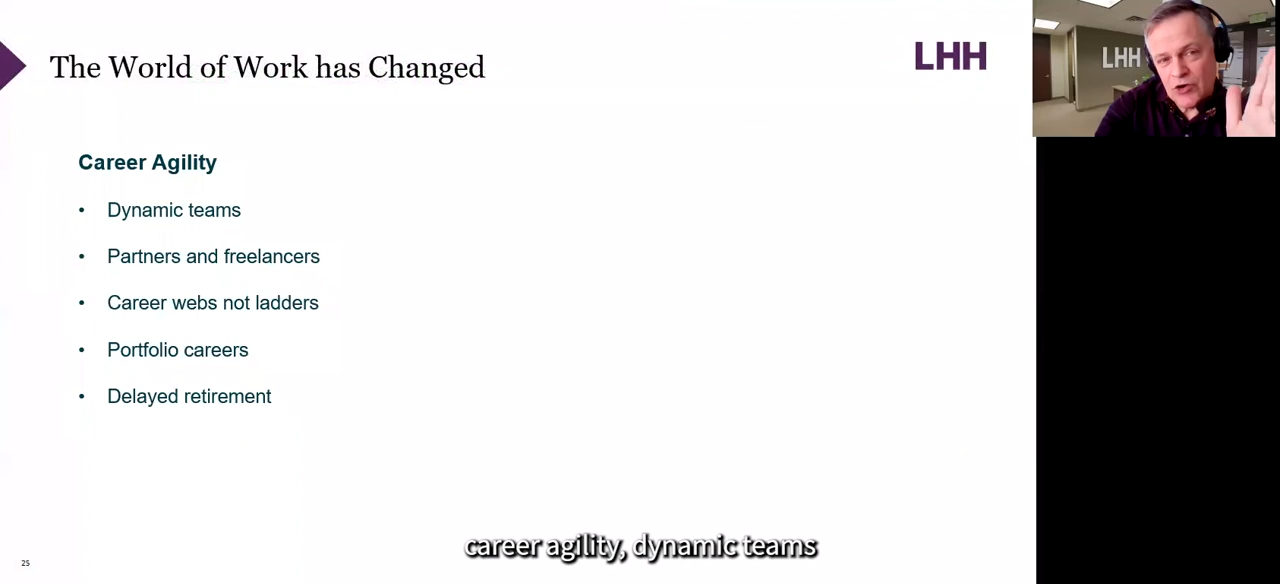 The World of Work has Changed
LHH
LHH
Career Agility
• Dynamic teams
• Partners and freelancers
• Career webs not ladders
• Portfolio careers
• Delayed retirement
career agility, dynamic teams
25